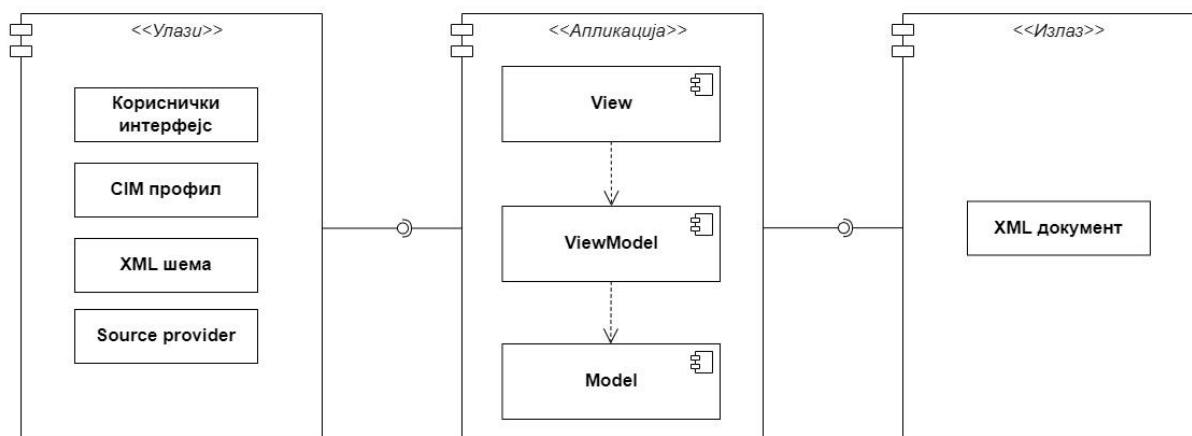 <<Улази>>
Кориснички
интерфејс
CIM профил
XML шема
Source provider
<<Апликација>>
View
ViewModel
Model
<<Излаз>>
XML документ